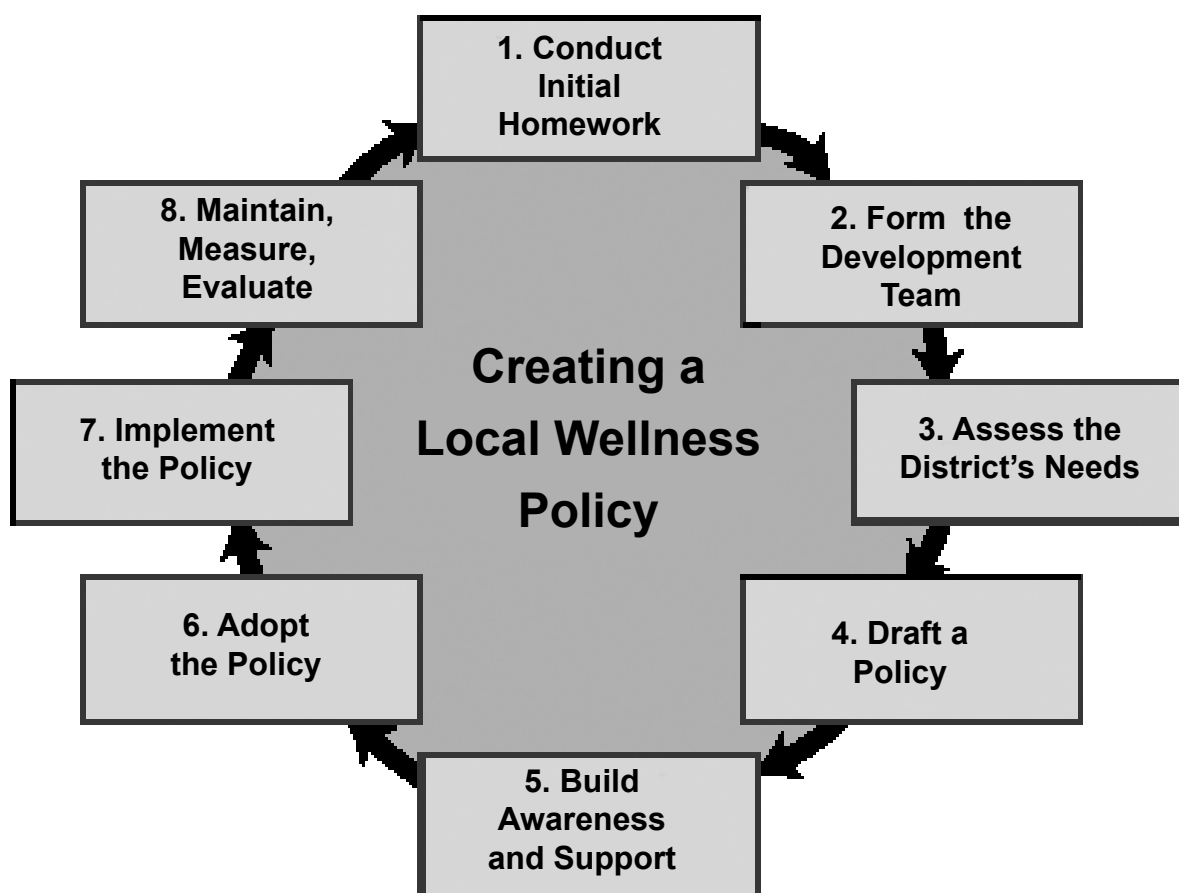 1. Conduct
Initial
Homework
2. Form the
Development
Team
3. Assess the
District’s Needs
4. Draft a
Policy
5. Build
Awareness
and Support
6. Adopt
the Policy
7. Implement
the Policy
8. Maintain,
Measure,
Evaluate
Creating a
Local Wellness
Policy